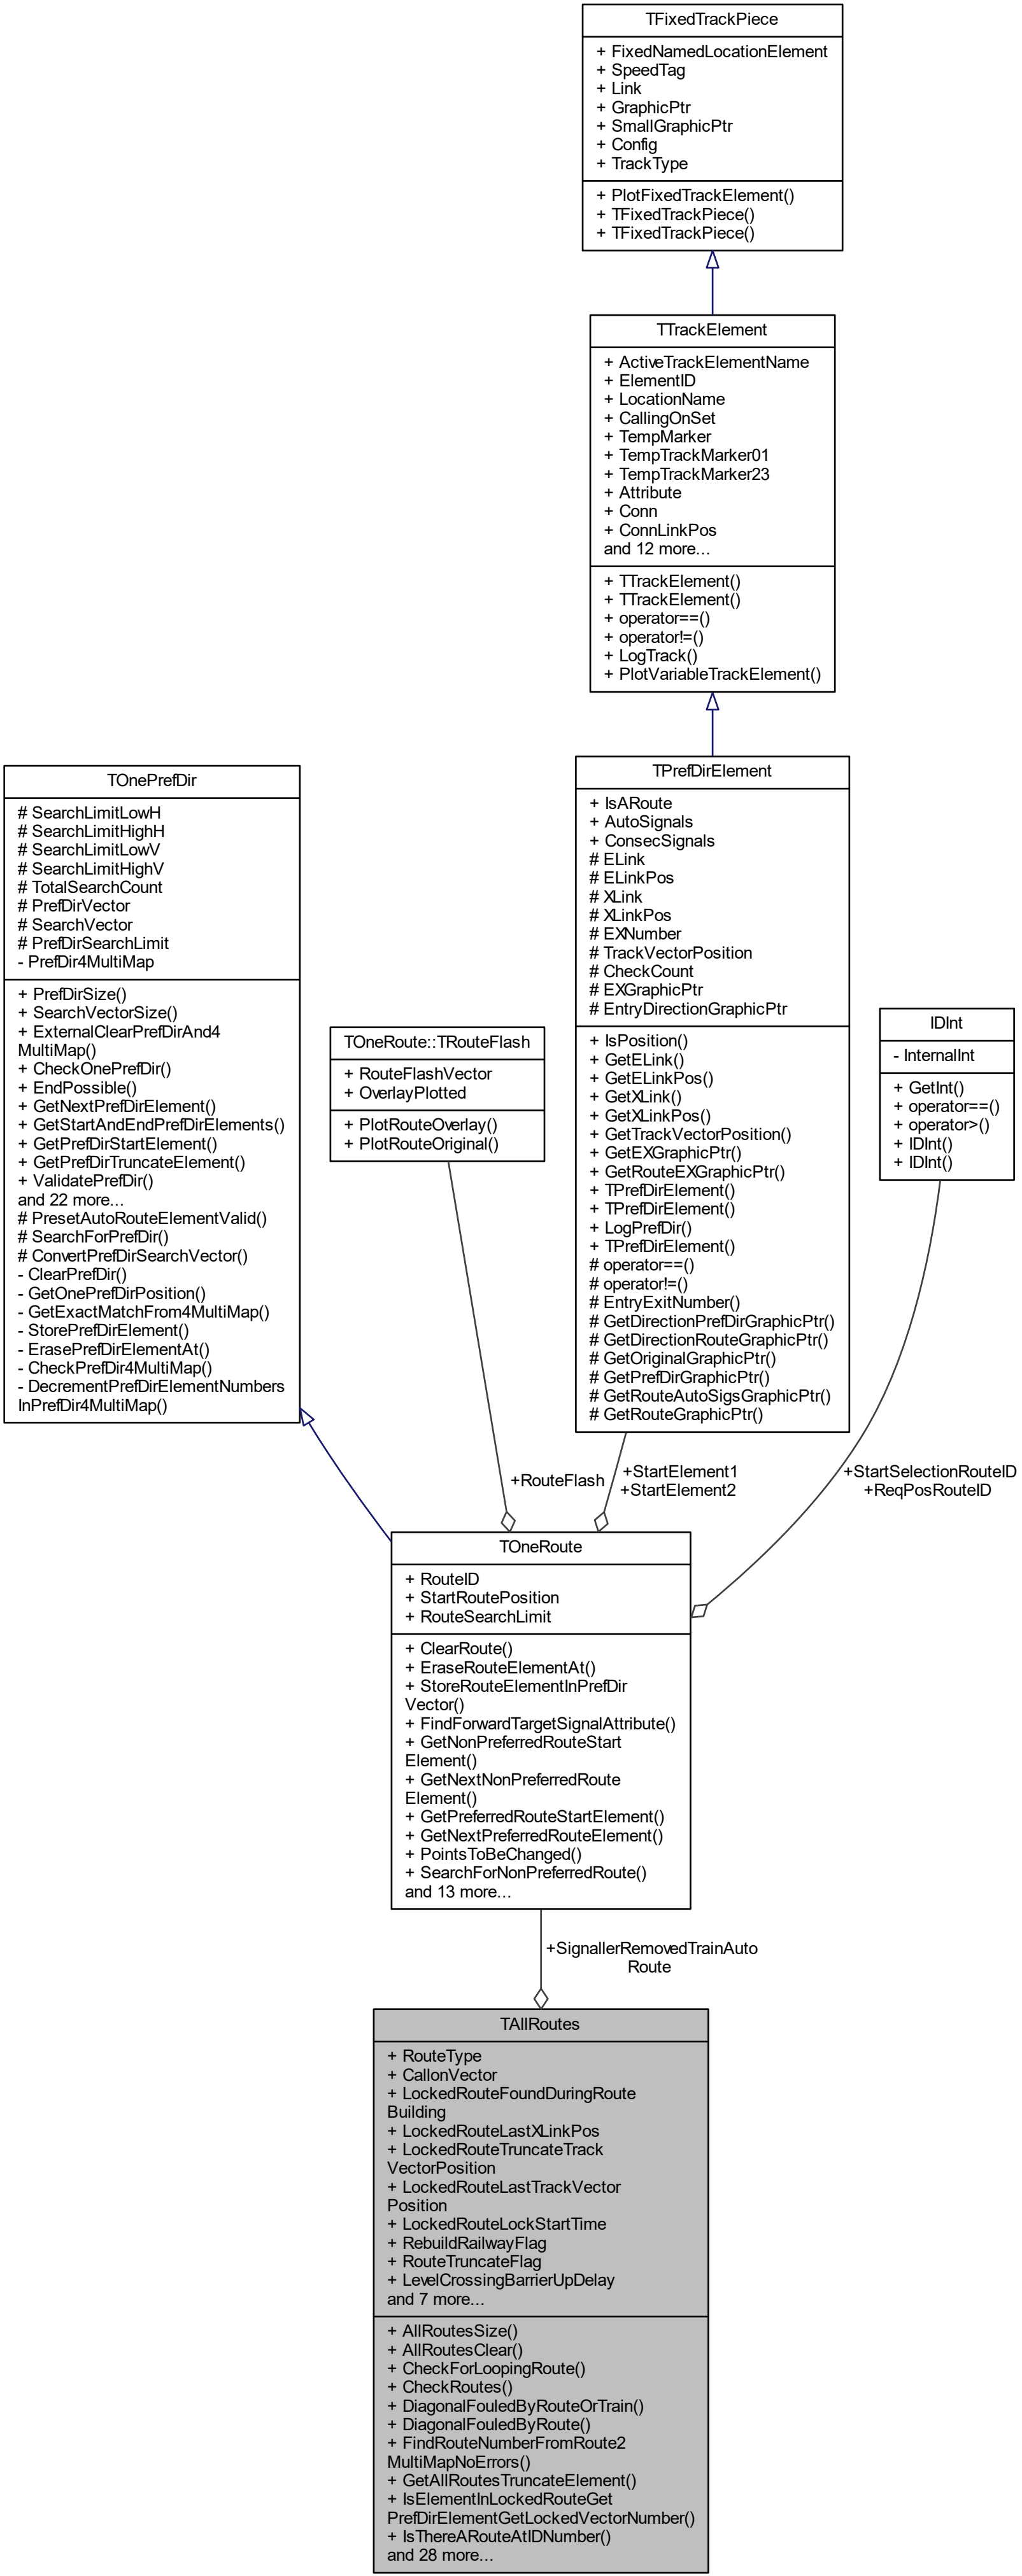 TFixedTrackPiece
+ FixedNamedLocationElement
+ SpeedTag
+ Link
+ GraphicPtr
+ SmallGraphicPtr
+ Config
+ TrackType
+ PlotFixedTrackElement()
+ TFixedTrackPiece()
+ TFixedTrackPiece()
TTrackElement
+ ActiveTrackElementName
+ ElementID
+ LocationName
+ CallingOnSet
+ TempMarker
+ TempTrackMarker01
+ TempTrackMarker23
+ Attribute
+ Conn
+ ConnLinkPos
and 12 more...
+ TTrackElement()
+ TTrackElement()
+ operator==()
+ operator!=()
+ LogTrack()
+ PlotVariableTrackElement()
TOnePrefDir
# SearchLimitLowH
# SearchLimitHighH
# SearchLimitLowV
# SearchLimitHighV
# TotalSearchCount
# PrefDirVector
# SearchVector
# PrefDirSearchLimit
- PrefDir4MultiMap
+ PrefDirSize()
+ SearchVectorSize()
+ ExternalClearPrefDirAnd4
MultiMap()
+ CheckOnePrefDir()
+ EndPossible()
+ GetNextPrefDirElement()
+ GetStartAndEndPrefDirElements()
+ GetPrefDirStartElement()
+ GetPrefDirTruncateElement()
+ ValidatePrefDir()
and 22 more...
# PresetAutoRouteElementValid()
# SearchForPrefDir()
# ConvertPrefDirSearchVector()
- ClearPrefDir()
- GetOnePrefDirPosition()
- GetExactMatchFrom4MultiMap()
- StorePrefDirElement()
- ErasePrefDirElementAt()
- CheckPrefDir4MultiMap()
- DecrementPrefDirElementNumbers
InPrefDir4MultiMap()
TOneRoute::TRouteFlash
+ RouteFlashVector
+ OverlayPlotted
+ PlotRouteOverlay()
+ PlotRouteOriginal()
TPrefDirElement
+ IsARoute
+ AutoSignals
+ ConsecSignals
# ELink
# ELinkPos
# XLink
# XLinkPos
# EXNumber
# TrackVectorPosition
# CheckCount
# EXGraphicPtr
# EntryDirectionGraphicPtr
+ IsPosition()
+ GetELink()
+ GetELinkPos()
+ GetXLink()
+ GetXLinkPos()
+ GetTrackVectorPosition()
+ GetEXGraphicPtr()
+ GetRouteEXGraphicPtr()
+ TPrefDirElement()
+ TPrefDirElement()
+ LogPrefDir()
+ TPrefDirElement()
# operator==()
# operator!=()
# EntryExitNumber()
# GetDirectionPrefDirGraphicPtr()
# GetDirectionRouteGraphicPtr()
# GetOriginalGraphicPtr()
# GetPrefDirGraphicPtr()
# GetRouteAutoSigsGraphicPtr()
# GetRouteGraphicPtr()
IDInt
- InternalInt
+ GetInt()
+ operator==()
+ operator>()
+ IDInt()
+ IDInt()
+RouteFlash
+StartElement1
+StartElement2
+StartSelectionRouteID
+ReqPosRouteID
TOneRoute
+ RouteID
+ StartRoutePosition
+ RouteSearchLimit
+ ClearRoute()
+ EraseRouteElementAt()
+ StoreRouteElementInPrefDir
Vector()
+ FindForwardTargetSignalAttribute()
+ GetNonPreferredRouteStart
Element()
+ GetNextNonPreferredRoute
Element()
+ GetPreferredRouteStartElement()
+ GetNextPreferredRouteElement()
+ PointsToBeChanged()
+ SearchForNonPreferredRoute()
and 13 more...
+SignallerRemovedTrainAuto
Route
TAllRoutes
+ RouteType
+ CallonVector
+ LockedRouteFoundDuringRoute
Building
+ LockedRouteLastXLinkPos
+ LockedRouteTruncateTrack
VectorPosition
+ LockedRouteLastTrackVector
Position
+ LockedRouteLockStartTime
+ RebuildRailwayFlag
+ RouteTruncateFlag
+ LevelCrossingBarrierUpDelay
and 7 more...
+ AllRoutesSize()
+ AllRoutesClear()
+ CheckForLoopingRoute()
+ CheckRoutes()
+ DiagonalFouledByRouteOrTrain()
+ DiagonalFouledByRoute()
+ FindRouteNumberFromRoute2
MultiMapNoErrors()
+ GetAllRoutesTruncateElement()
+ IsElementInLockedRouteGet
PrefDirElementGetLockedVectorNumber()
+ IsThereARouteAtIDNumber()
and 28 more...